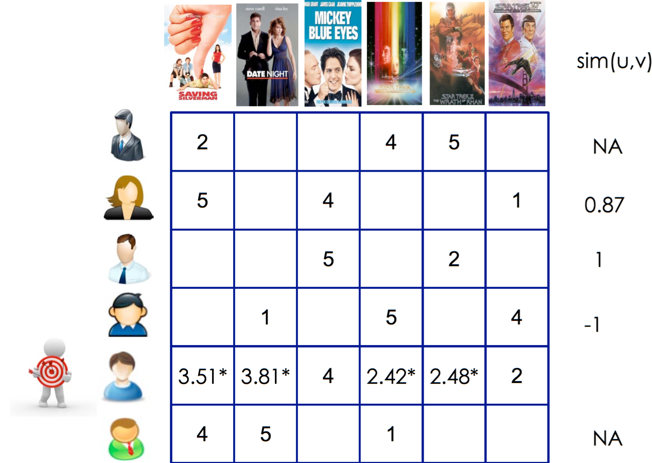 SAVING
SILVERMAN
DATE NIGHT
MICKEY
BLUE EYES
STAR TREK II
THE WRATH OF KHAN
sim(u,v)
2 4 5 NA
5 4 1 0.87
5 2 1
1 5 4 -1
3.51* 3.81* 4 2.42* 2.48* 2
4 5 1 NA